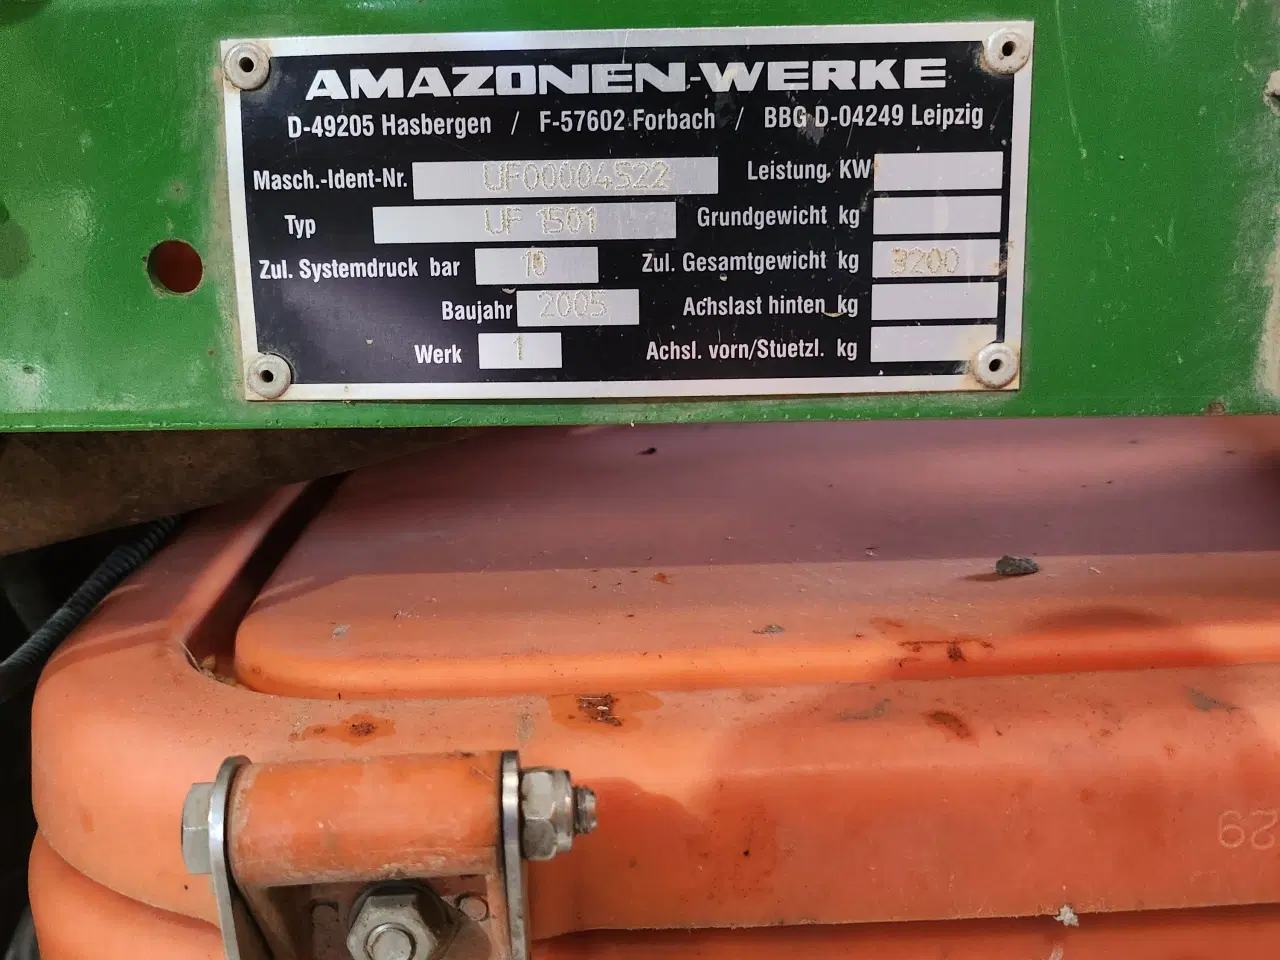 AMAZONEN-WERKE
D-49205 Hasbergen / F-57602 Forbach / BBG D-04249 Leipzig
Masch.-Ident-Nr. UF00004522 Leistung. KW
Typ UF 1501 Grundgewicht kg
Zul. Systemdruck bar 10 Zul. Gesamtgewicht kg 3200
Baujahr 2005 Achslast hinten kg
Werk 1 Achsl. vorn/Stuetzl. kg
29